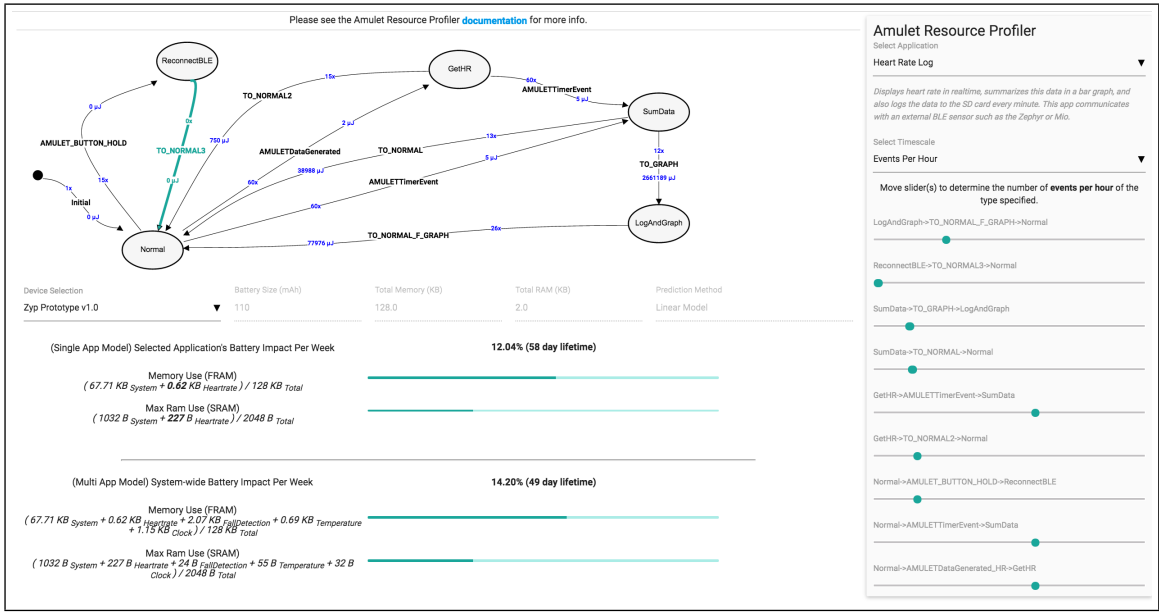 Please see the Amulet Resource Profiler documentation for more info.
ReconnectBLE
GetHR
15x
60x
AMULETTimerEvent
5 µJ
TO_NORMAL2
0 µJ
SumData
0x
2 µJ
AMULET_BUTTON_HOLD
750 µJ
13x
TO_NORMAL3
AMULETDataGenerated
TO_NORMAL
12x
5 µJ
TO_GRAPH
38988 µJ
2661189 µJ
15x
0 µJ
60x
AMULETTimerEvent
1x
Initial
60x
0 µJ
LogAndGraph
26x
TO_NORMAL_F_GRAPH
77976 µJ
Normal
Device Selection
Zyp Prototype v1.0
Battery Size (mAh)
110
Total Memory (KB)
128.0
Total RAM (KB)
2.0
Prediction Method
Linear Model
(Single App Model) Selected Application's Battery Impact Per Week
12.04% (58 day lifetime)
Memory Use (FRAM)
( 67.71 KB System + 0.62 KB Heartrate ) / 128 KB Total
Max Ram Use (SRAM)
( 1032 B System + 227 B Heartrate ) / 2048 B Total
(Multi App Model) System-wide Battery Impact Per Week
14.20% (49 day lifetime)
Memory Use (FRAM)
( 67.71 KB System + 0.62 KB Heartrate + 2.07 KB FallDetection + 0.69 KB Temperature
+ 1.15 KB Clock ) / 128 KB Total
Max Ram Use (SRAM)
( 1032 B System + 227 B Heartrate + 24 B FallDetection + 55 B Temperature + 32 B
Clock ) / 2048 B Total
Amulet Resource Profiler
Select Application
Heart Rate Log
Displays heart rate in realtime, summarizes this data in a bar graph, and
also logs the data to the SD card every minute. This app communicates
with an external BLE sensor such as the Zephyr or Mio.
Select Timescale
Events Per Hour
Move slider(s) to determine the number of events per hour of the
type specified.
LogAndGraph->TO_NORMAL_F_GRAPH->Normal
ReconnectBLE->TO_NORMAL3->Normal
SumData->TO_GRAPH->LogAndGraph
SumData->TO_NORMAL->Normal
GetHR->AMULETTimerEvent->SumData
GetHR->TO_NORMAL2->Normal
Normal->AMULET_BUTTON_HOLD->ReconnectBLE
Normal->AMULETTimerEvent->SumData
Normal->AMULETDataGenerated_HR->GetHR